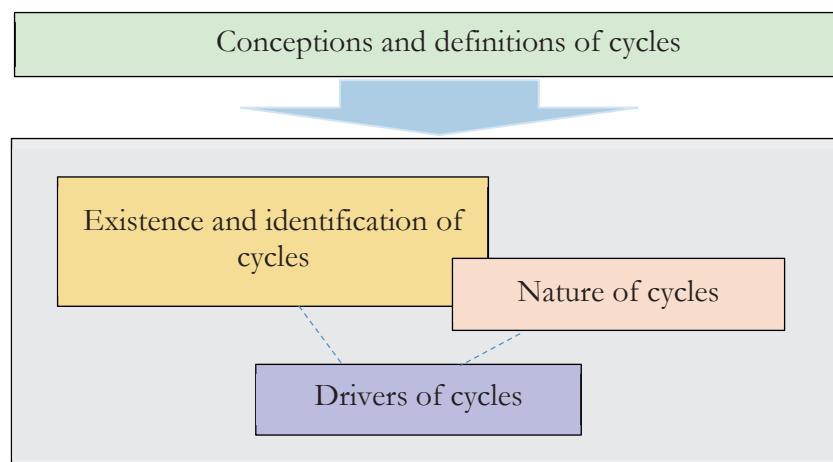 Conceptions and definitions of cycles
Existence and identification of
cycles
Nature of cycles
Drivers of cycles